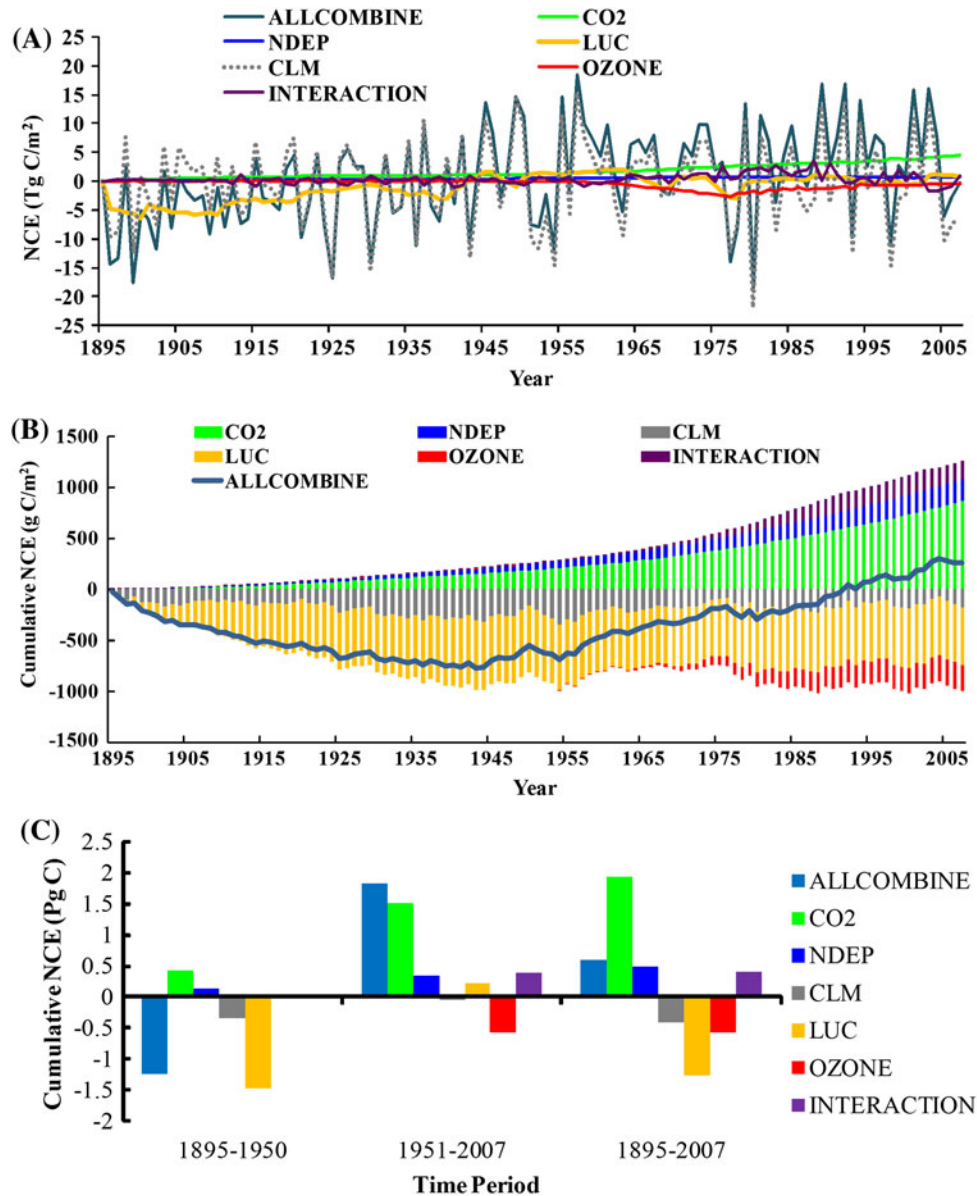 (A)
ALLCOMBINE CO2
NDEP LUC
CLM OZONE
INTERACTION
NCE (Tg C/m²)
25
20
15
10
5
0
-5
-10
-15
-20
-25
1895 1905 1915 1925 1935 1945 1955 1965 1975 1985 1995 2005
Year
(B)
CO2 NDEP CLM
LUC OZONE INTERACTION
ALLCOMBINE
Cumulative NCE (g C/m²)
1500
1000
500
0
-500
-1000
-1500
1895 1905 1915 1925 1935 1945 1955 1965 1975 1985 1995 2005
Year
(C)
Cumulative NCE (Pg C)
2.5
2
1.5
1
0.5
0
-0.5
-1
-1.5
-2
1895-1950 1951-2007 1895-2007
Time Period
ALLCOMBINE
CO2
NDEP
CLM
LUC
OZONE
INTERACTION